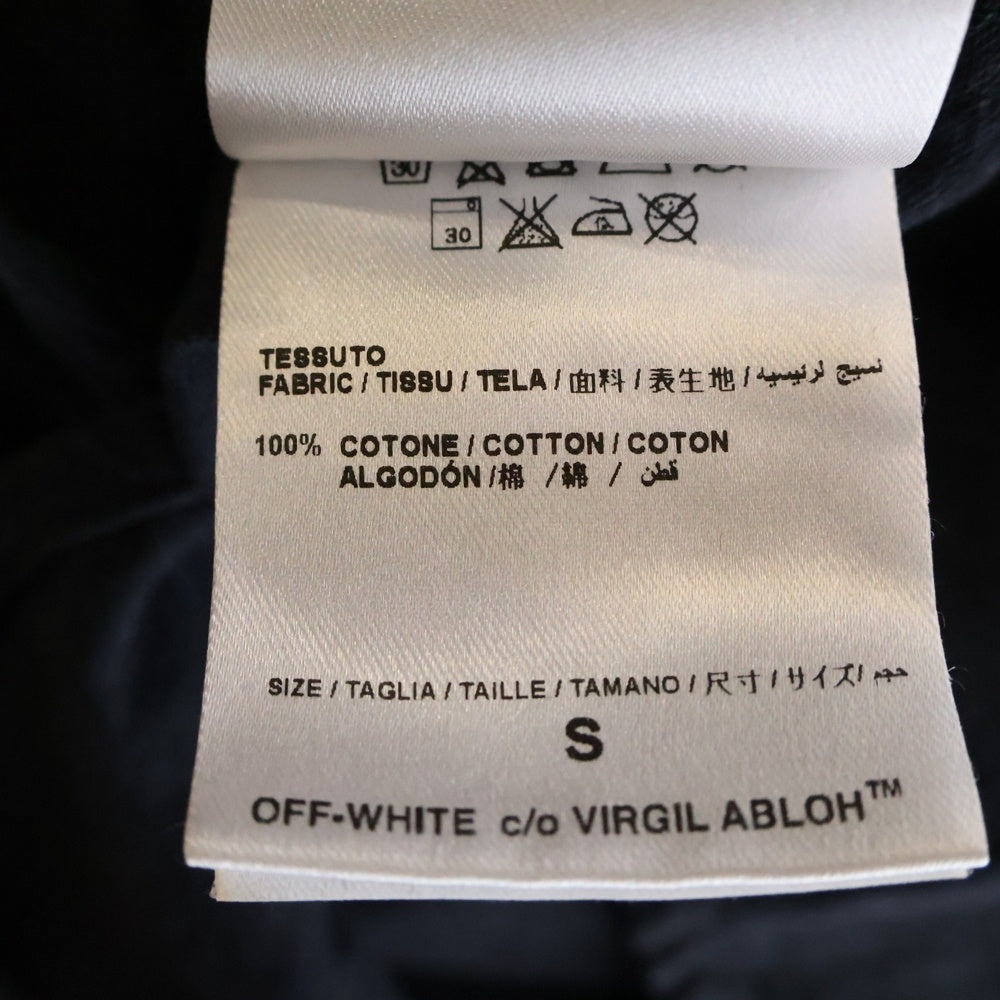 30
30
TESSUTO
FABRIC / TISSU / TELA / 面料 / 表生地 / نسيج لرئيسيه
100% COTONE / COTTON / COTON
ALGODÓN / 棉 / 綿 / قطن
SIZE / TAGLIA / TAILLE / TAMANO / 尺寸 / サイズ / حجم
S
OFF-WHITE c/o VIRGIL ABLOH™